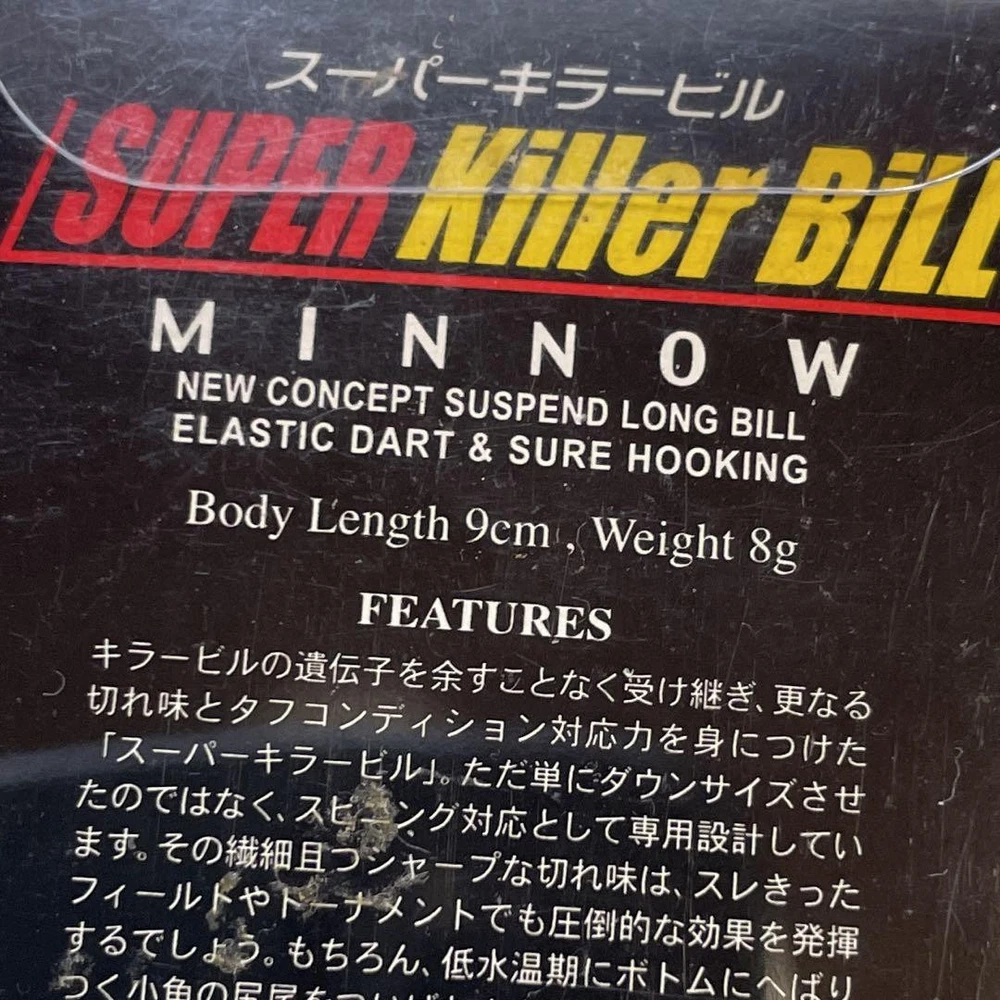 スーパーキラービル
SUPER Killer BiLL
M I N N O W
NEW CONCEPT SUSPEND LONG BILL
ELASTIC DART & SURE HOOKING
Body Length 9cm , Weight 8g
FEATURES
キラービルの遺伝子を余すことなく受け継ぎ、更なる
切れ味とタフコンディション対応力を身につけた
「スーパーキラービル」。ただ単にダウンサイズさせ
たのではなく、スピニング対応として専用設計してい
ます。その繊細且つシャープな切れ味は、スレきった
フィールドやトーナメントでも圧倒的な効果を発揮
するでしょう。もちろん、低水温期にボトムにへばり
つく小魚の尻尾を